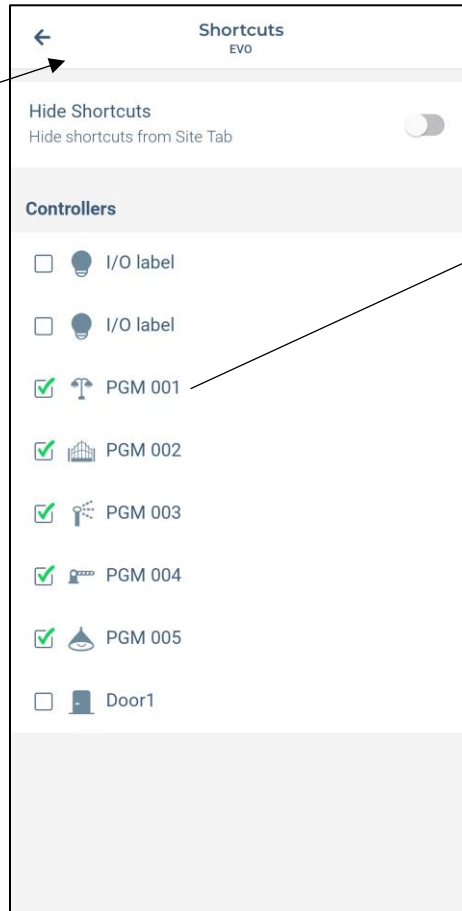 Shortcuts
EVO
Hide Shortcuts
Hide shortcuts from Site Tab
Controllers
I/O label
I/O label
PGM 001
PGM 002
PGM 003
PGM 004
PGM 005
Door1